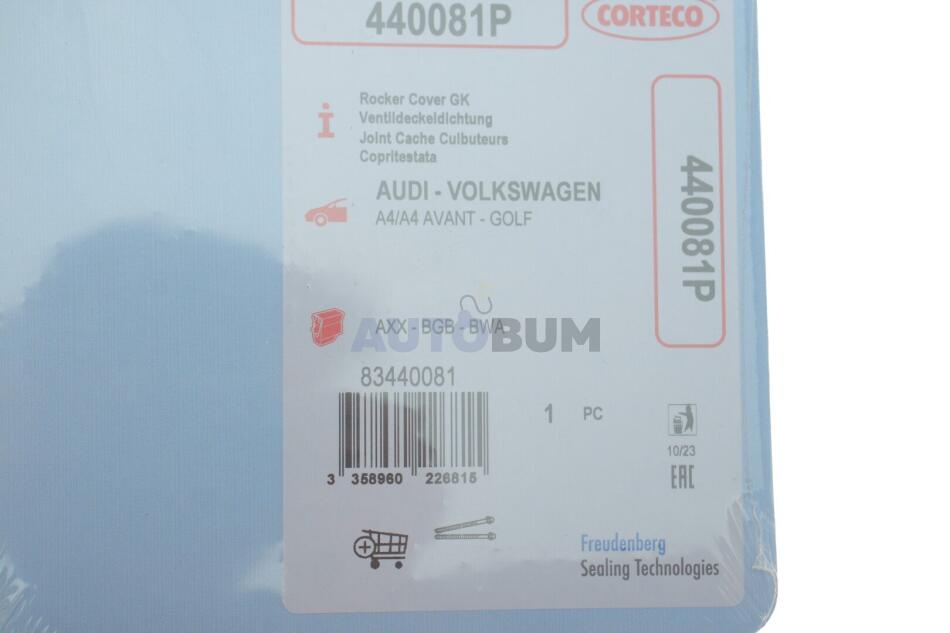 440081P
CORTECO
Rocker Cover GK
Ventildeckeldichtung
Joint Cache Culbuteurs
Copritestata
AUDI - VOLKSWAGEN
A4/A4 AVANT - GOLF
440081P
AXX - BGB - BWA
AUTOBUM
83440081
1 PC
3 358960 226815
10/23
EAC
Freudenberg
Sealing Technologies